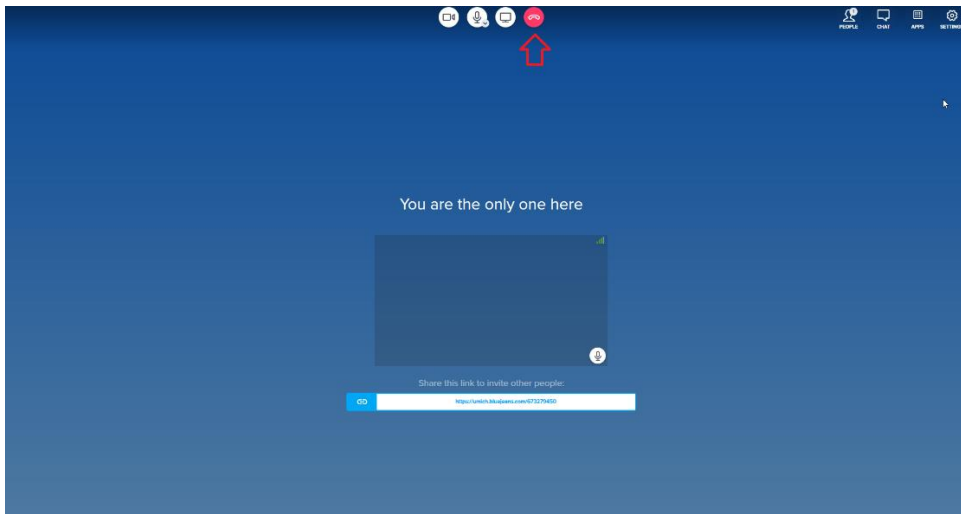 PEOPLE
CHAT
APPS
SETTINGS
You are the only one here
Share this link to invite other people:
https://umich.bluejeans.com/673279450